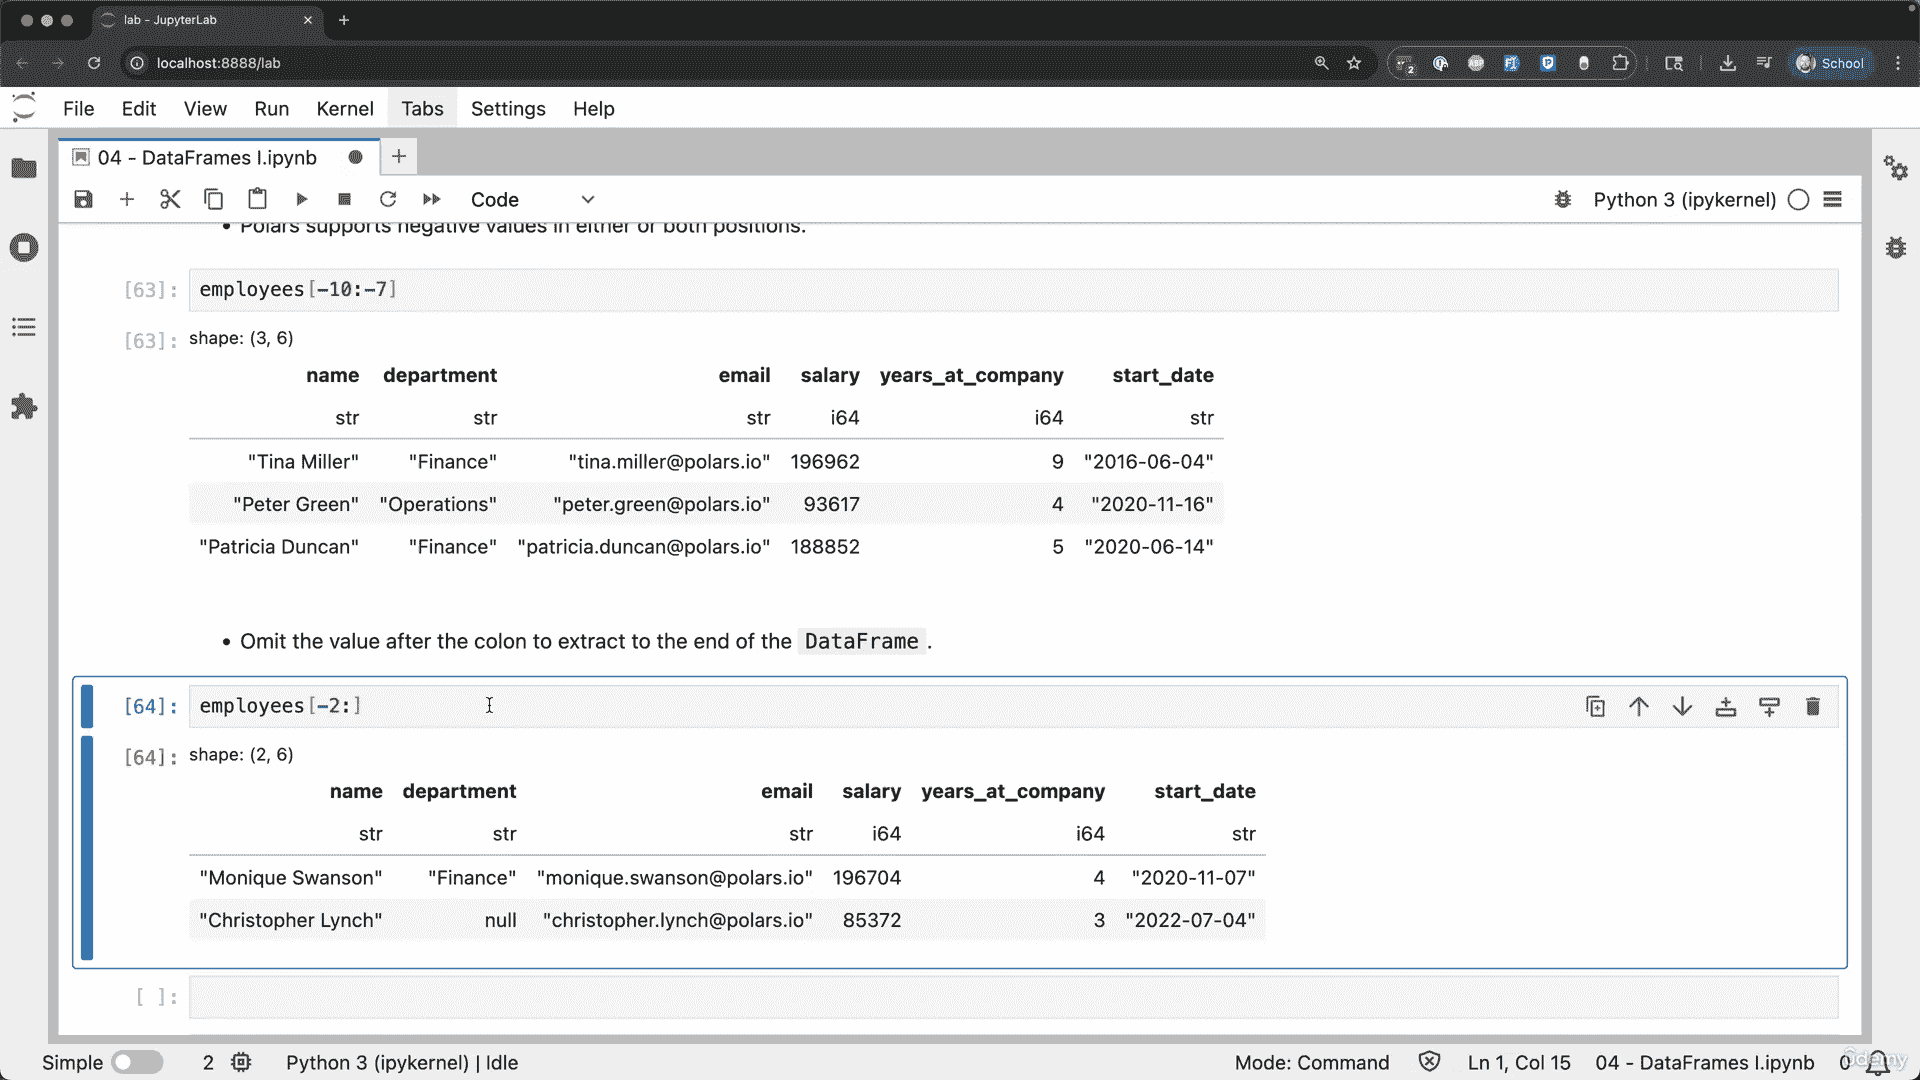 lab - JupyterLab
localhost:8888/lab
2
ABP
School
File Edit View Run Kernel Tabs Settings Help
04 - DataFrames I.ipynb
Code
Python 3 (ipykernel)
• Polars supports negative values in either or both positions.
[63]: employees[-10:-7]
[63]: shape: (3, 6)
name department email salary years_at_company start_date
str str str i64 i64 str
"Tina Miller" "Finance" "tina.miller@polars.io" 196962 9 "2016-06-04"
"Peter Green" "Operations" "peter.green@polars.io" 93617 4 "2020-11-16"
"Patricia Duncan" "Finance" "patricia.duncan@polars.io" 188852 5 "2020-06-14"
• Omit the value after the colon to extract to the end of the DataFrame .
[64]: employees[-2:]
[64]: shape: (2, 6)
name department email salary years_at_company start_date
str str str i64 i64 str
"Monique Swanson" "Finance" "monique.swanson@polars.io" 196704 4 "2020-11-07"
"Christopher Lynch" null "christopher.lynch@polars.io" 85372 3 "2022-07-04"
[ ]:
Simple 2 Python 3 (ipykernel) | Idle Mode: Command Ln 1, Col 15 04 - DataFrames I.ipynb 0
Udemy